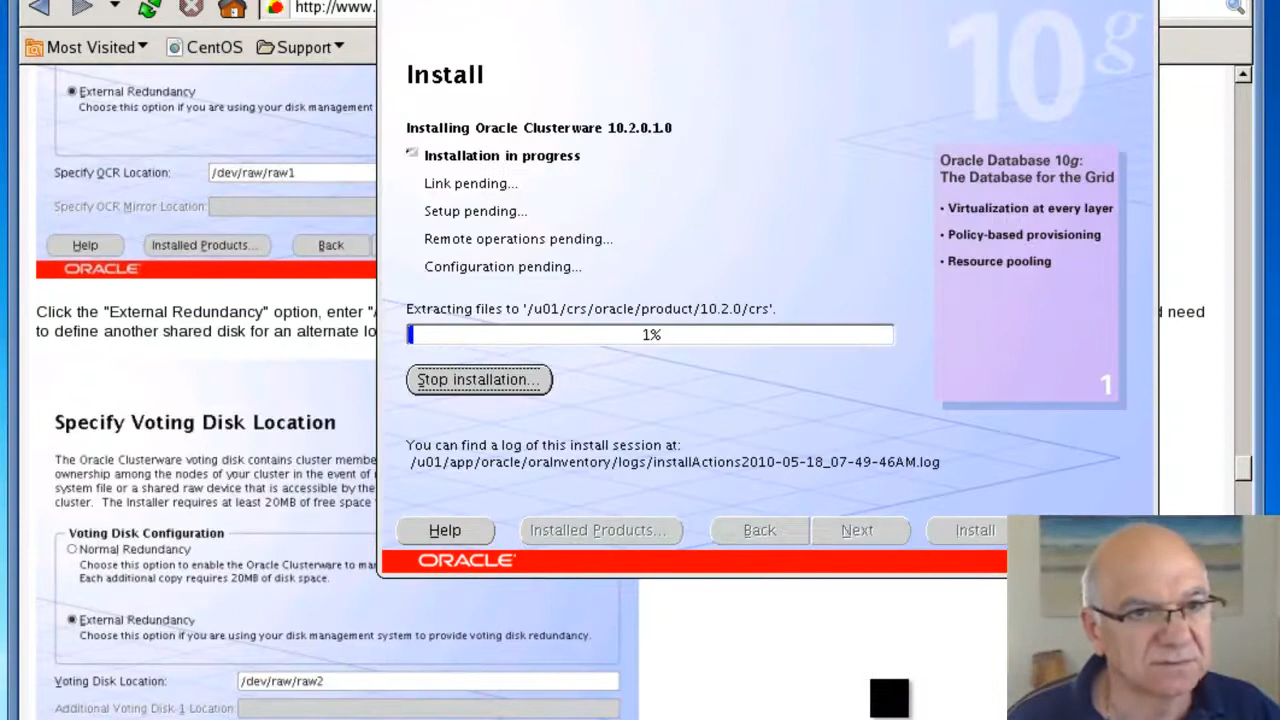 http://www.
Most Visited
CentOS
Support
External Redundancy
Choose this option if you are using your disk management
Specify OCR Location:
/dev/raw/raw1
Specify OCR Mirror Location:
Help
Installed Products...
Back
ORACLE
Click the "External Redundancy" option, enter "/
d need
to define another shared disk for an alternate lo
Specify Voting Disk Location
The Oracle Clusterware voting disk contains cluster membe
ownership among the nodes of your cluster in the event of
system file or a shared raw device that is accessible by the
cluster. The Installer requires at least 20MB of free space
Voting Disk Configuration
Normal Redundancy
Choose this option to enable the Oracle Clusterware to ma
Each additional copy requires 20MB of disk space.
External Redundancy
Choose this option if you are using your disk management system to provide voting disk redundancy.
Voting Disk Location:
/dev/raw/raw2
Additional Voting Disk 1 Location:
10g
Install
Installing Oracle Clusterware 10.2.0.1.0
Installation in progress
Link pending...
Setup pending...
Remote operations pending...
Configuration pending...
Extracting files to '/u01/crs/oracle/product/10.2.0/crs'.
1%
Stop installation...
You can find a log of this install session at:
/u01/app/oracle/oraInventory/logs/installActions2010-05-18_07-49-46AM.log
Oracle Database 10g:
The Database for the Grid
• Virtualization at every layer
• Policy-based provisioning
• Resource pooling
1
Help
Installed Products...
Back
Next
Install
ORACLE